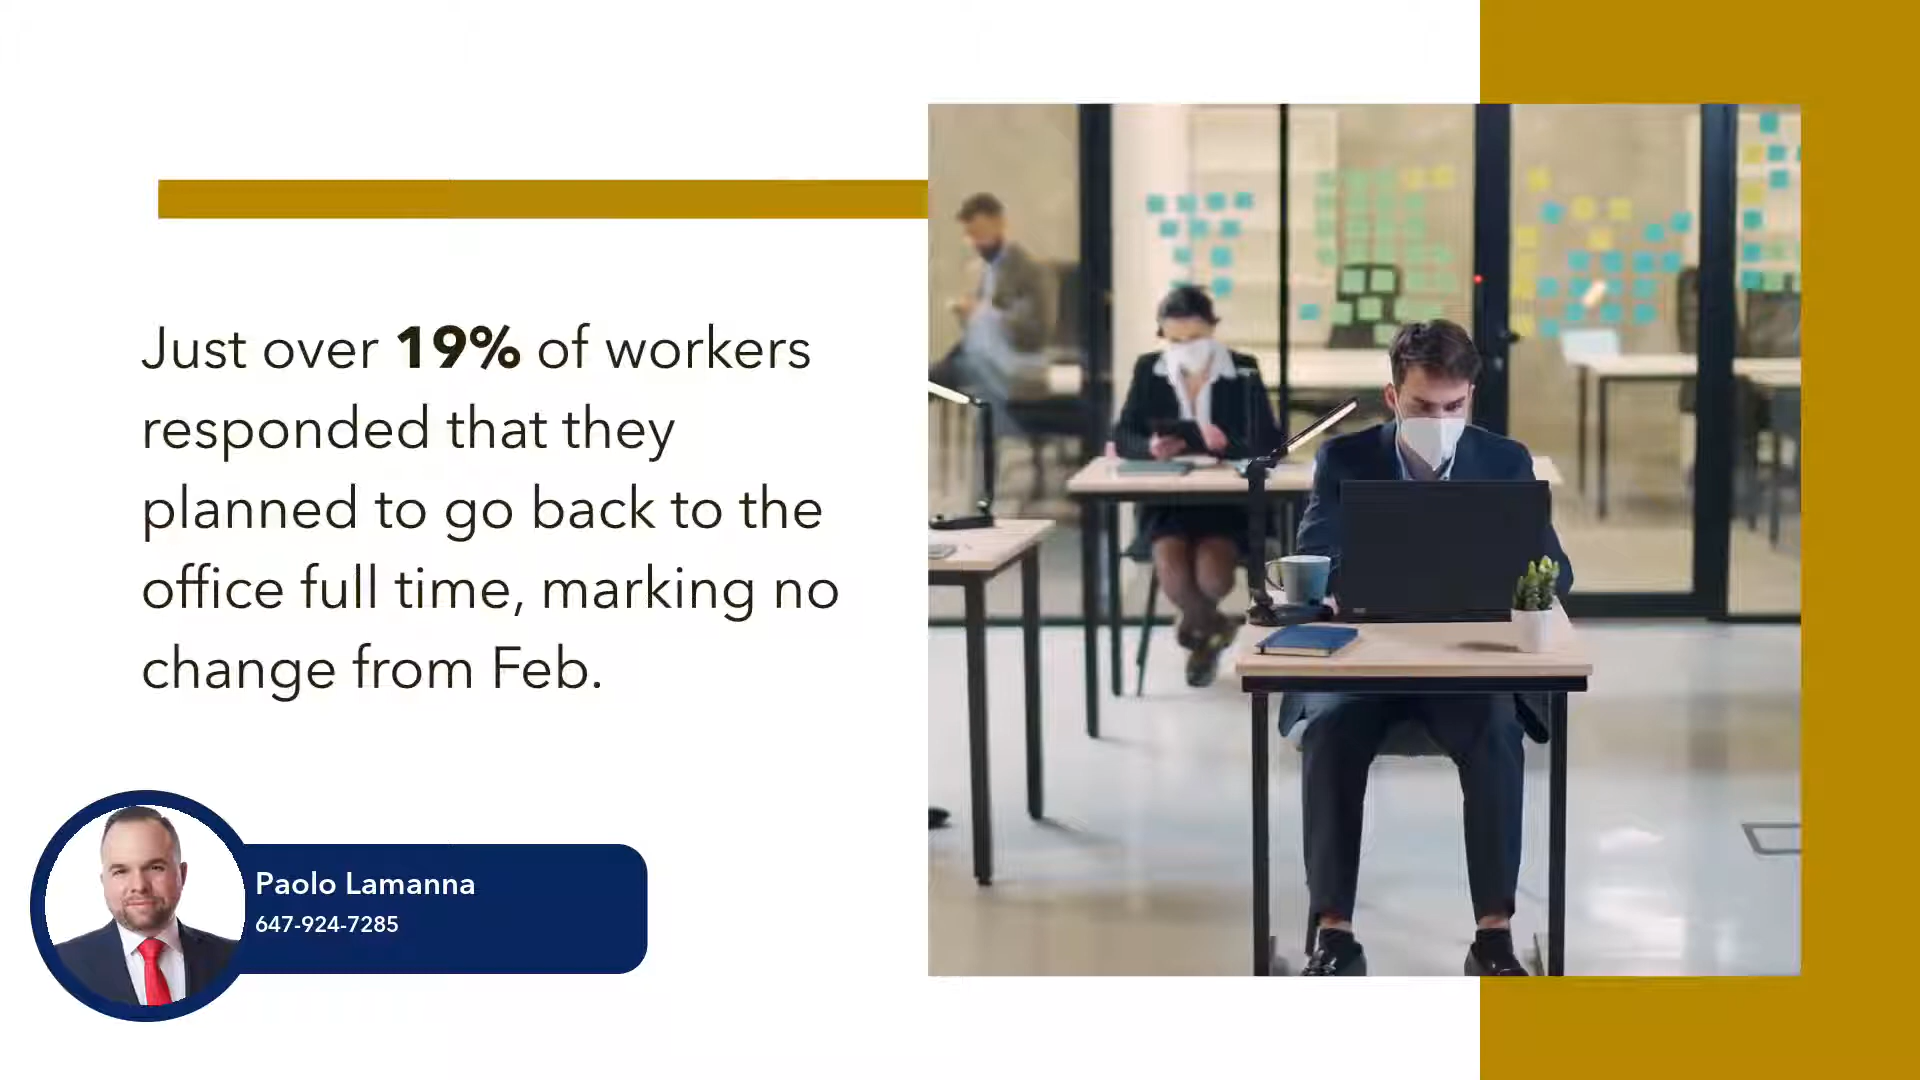 Just over 19% of workers
responded that they
planned to go back to the
office full time, marking no
change from Feb.
Paolo Lamanna
647-924-7285